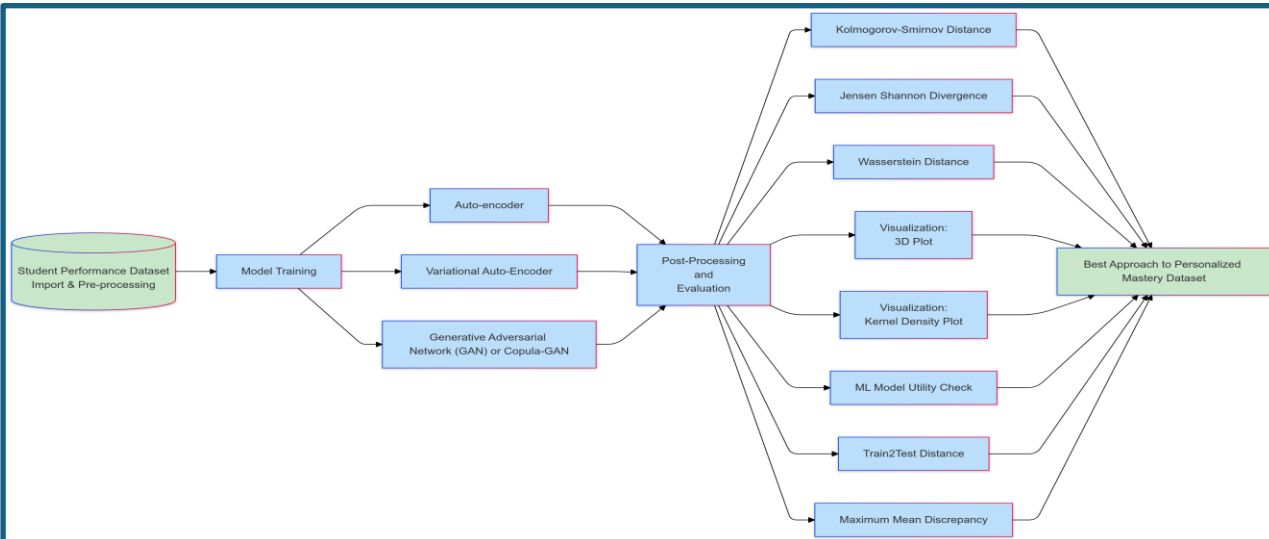 Student Performance Dataset
Import & Pre-processing
Model Training
Auto-encoder
Variational Auto-Encoder
Generative Adversarial
Network (GAN) or Copula-GAN
Post-Processing
and
Evaluation
Kolmogorov-Smirnov Distance
Jensen Shannon Divergence
Wasserstein Distance
Visualization:
3D Plot
Visualization:
Kernel Density Plot
ML Model Utility Check
Train2Test Distance
Maximum Mean Discrepancy
Best Approach to Personalized
Mastery Dataset